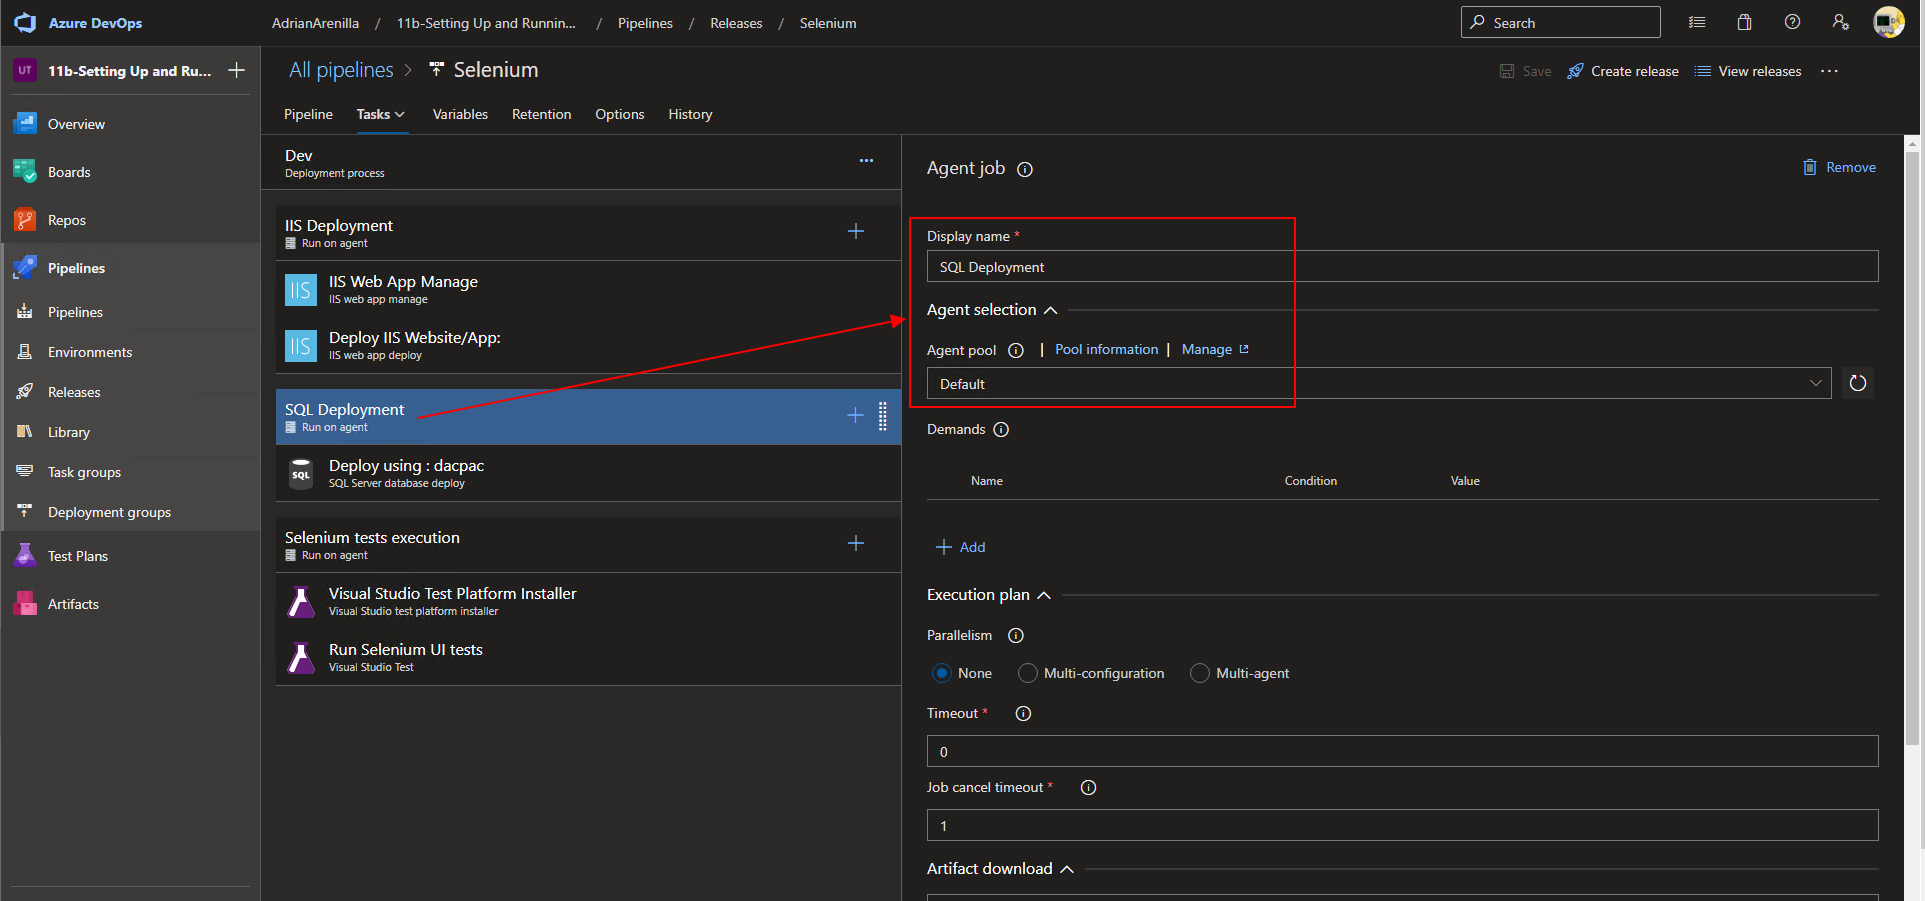 Azure DevOps
AdrianArenilla / 11b-Setting Up and Runnin... / Pipelines / Releases / Selenium
Search
UT
11b-Setting Up and Ru...
Overview
Boards
Repos
Pipelines
Pipelines
Environments
Releases
Library
Task groups
Deployment groups
Test Plans
Artifacts
All pipelines > Selenium
Save
Create release
View releases
...
Pipeline
Tasks
Variables
Retention
Options
History
Dev
Deployment process
...
IIS Deployment
Run on agent
IIS
IIS Web App Manage
IIS web app manage
IIS
Deploy IIS Website/App:
IIS web app deploy
SQL Deployment
Run on agent
SQL
Deploy using : dacpac
SQL Server database deploy
Selenium tests execution
Run on agent
Visual Studio Test Platform Installer
Visual Studio test platform installer
Run Selenium UI tests
Visual Studio Test
Agent job
Remove
Display name *
SQL Deployment
Agent selection
Agent pool | Pool information | Manage
Default
Demands
Name Condition Value
Add
Execution plan
Parallelism
None Multi-configuration Multi-agent
Timeout *
0
Job cancel timeout *
1
Artifact download